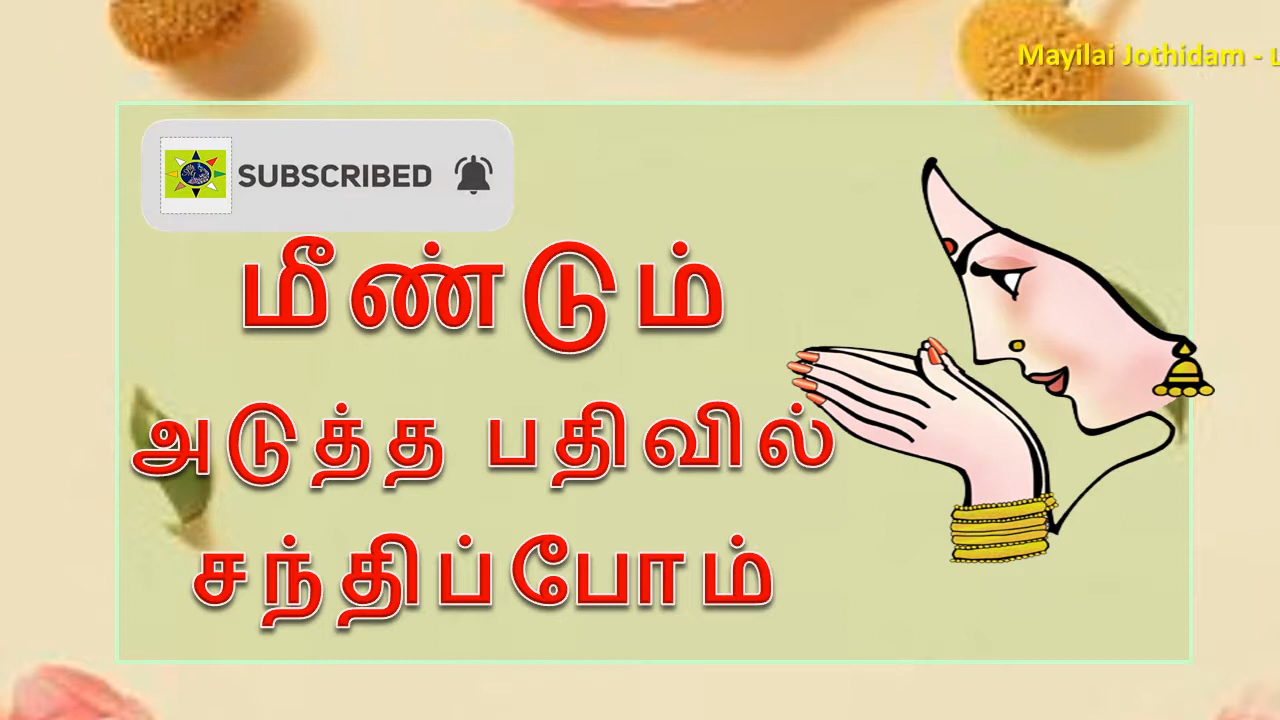 Mayilai Jothidam -
SUBSCRIBED
மீண்டும்
அடுத்த பதிவில்
சந்திப்போம்